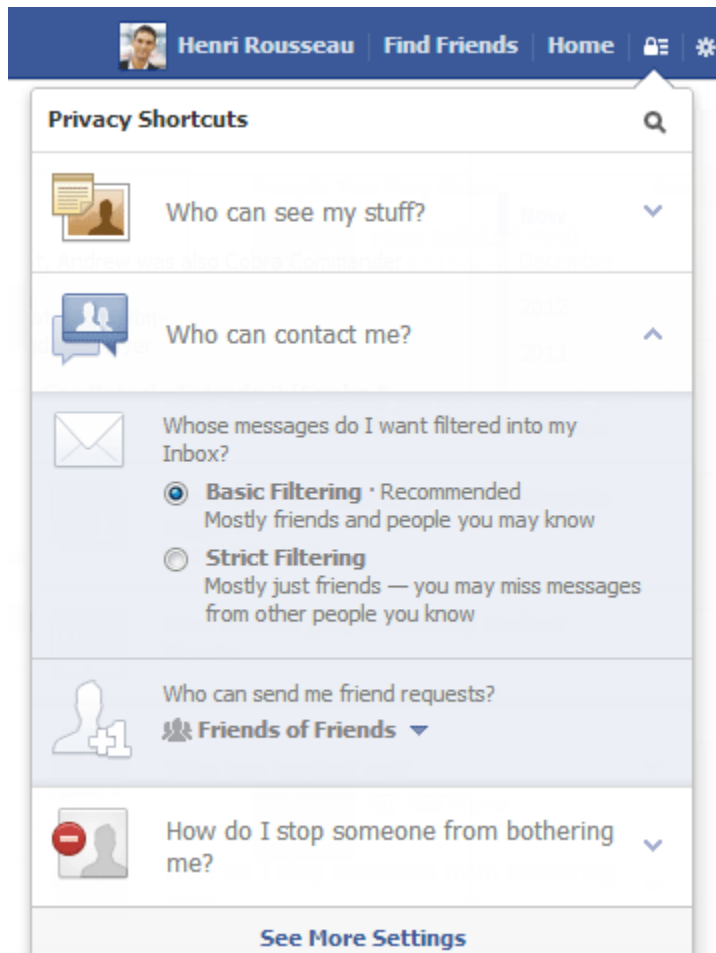 Henri Rousseau Find Friends Home
Privacy Shortcuts
Who can see my stuff?
Who can contact me?
Whose messages do I want filtered into my
Inbox?
Basic Filtering · Recommended
Mostly friends and people you may know
Strict Filtering
Mostly just friends — you may miss messages
from other people you know
Who can send me friend requests?
+1
Friends of Friends
How do I stop someone from bothering
me?
See More Settings